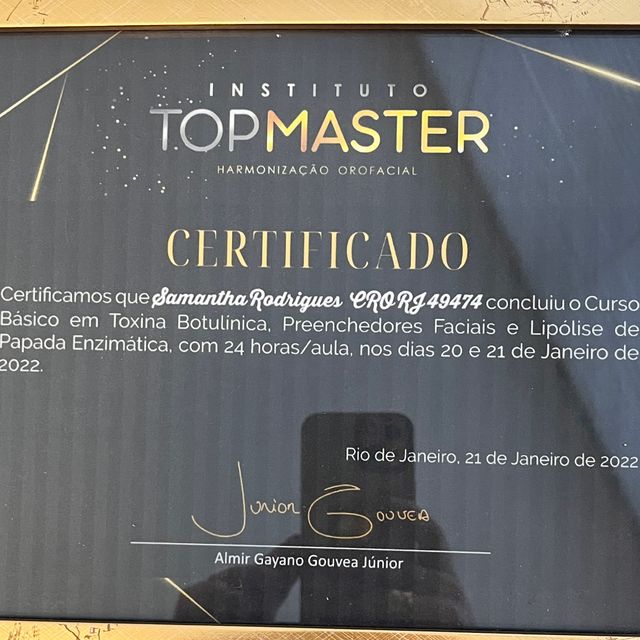 INSTITUTO
TOPMASTER
HARMONIZAÇÃO OROFACIAL
CERTIFICADO
Certificamos que Samantha Rodrigues CRO RJ 49474 concluiu o Curso
Básico em Toxina Botulínica, Preenchedores Faciais e Lipólise de
Papada Enzimática, com 24 horas/aula, nos dias 20 e 21 de Janeiro de
2022.
Rio de Janeiro, 21 de Janeiro de 2022
Junior Gouvea
Almir Gayano Gouvea Júnior